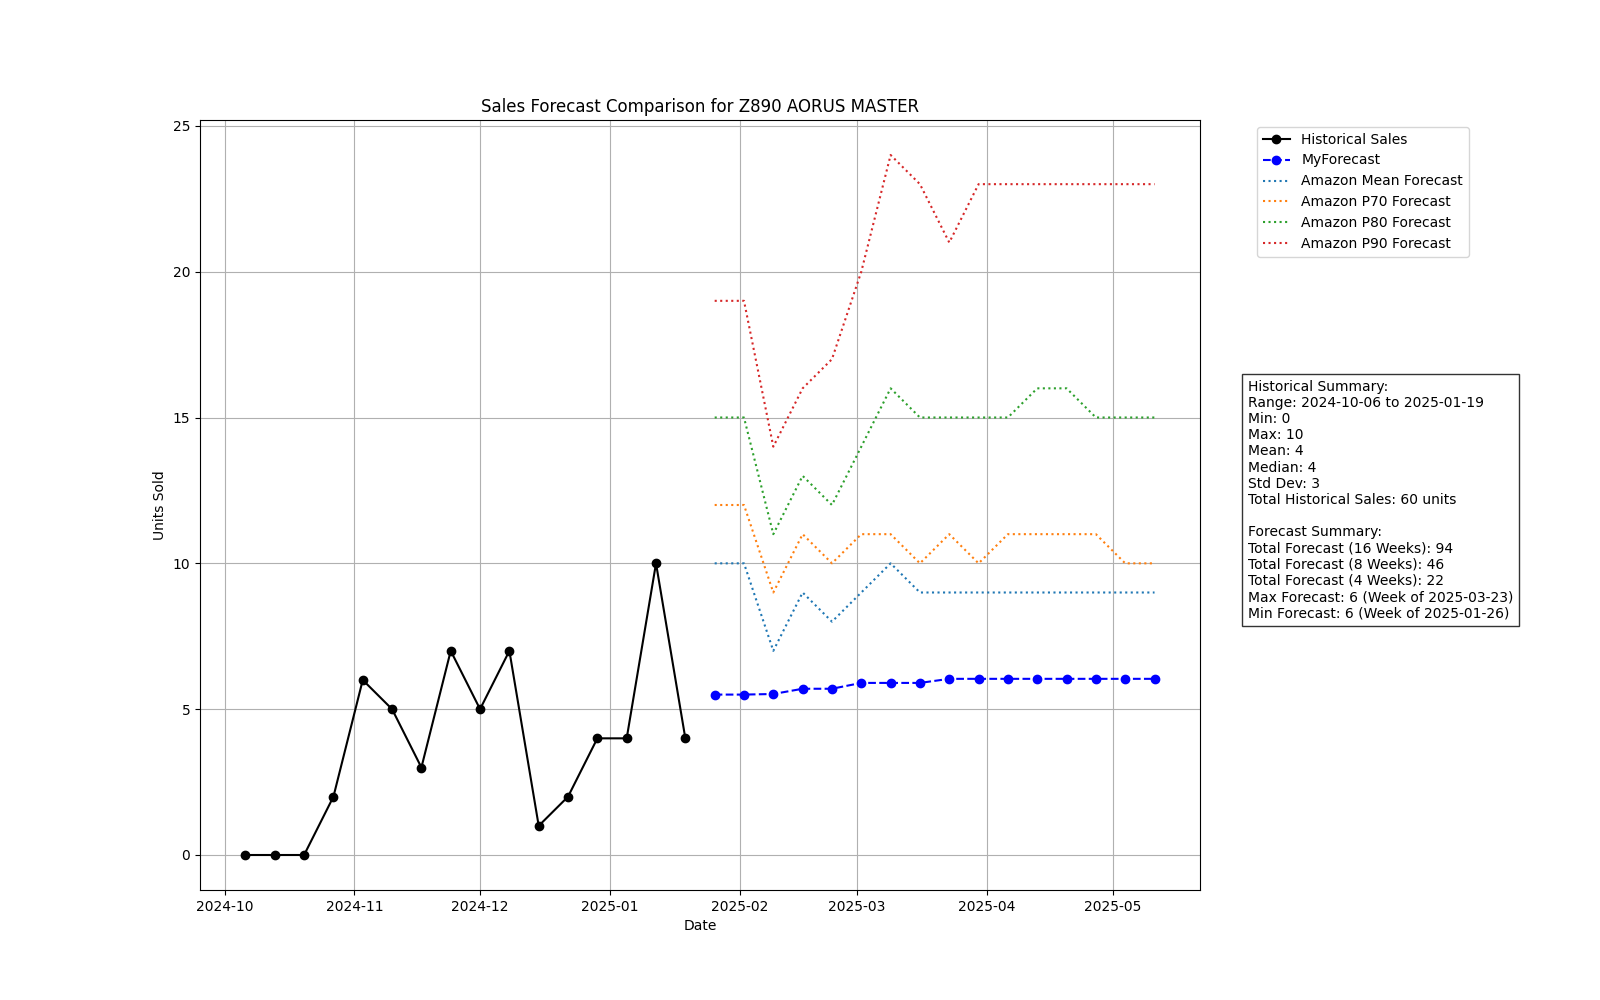 Sales Forecast Comparison for Z890 AORUS MASTER
25
20
15
10
5
0
Units Sold
2024-10
2024-11
2024-12
2025-01
2025-02
2025-03
2025-04
2025-05
Date
Historical Sales
MyForecast
Amazon Mean Forecast
Amazon P70 Forecast
Amazon P80 Forecast
Amazon P90 Forecast
Historical Summary:
Range: 2024-10-06 to 2025-01-19
Min: 0
Max: 10
Mean: 4
Median: 4
Std Dev: 3
Total Historical Sales: 60 units
Forecast Summary:
Total Forecast (16 Weeks): 94
Total Forecast (8 Weeks): 46
Total Forecast (4 Weeks): 22
Max Forecast: 6 (Week of 2025-03-23)
Min Forecast: 6 (Week of 2025-01-26)